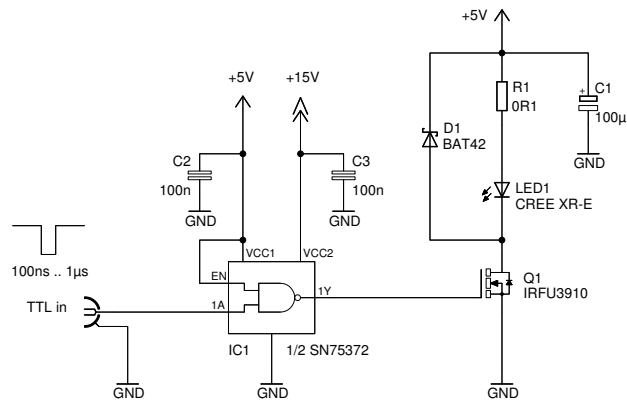 +5V
R1
0R1
C1
+
100µ
GND
D1
BAT42
LED1
CREE XR-E
+5V
+15V
C2
100n
GND
C3
100n
GND
VCC1
VCC2
EN
1A
1Y
IC1
1/2 SN75372
Q1
IRFU3910
100ns .. 1µs
TTL in
GND
GND
GND